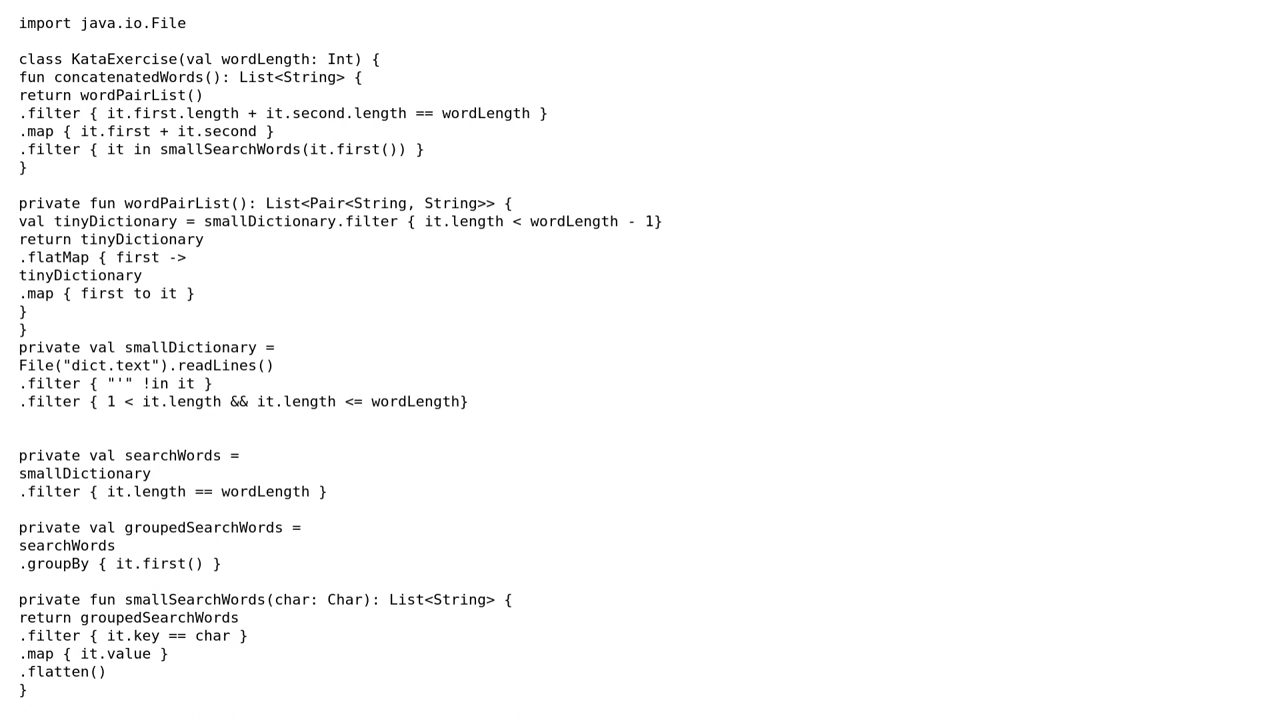 import java.io.File
class KataExercise(val wordLength: Int) {
fun concatenatedWords(): List<String> {
return wordPairList()
.filter { it.first.length + it.second.length == wordLength }
.map { it.first + it.second }
.filter { it in smallSearchWords(it.first()) }
}
private fun wordPairList(): List<Pair<String, String>> {
val tinyDictionary = smallDictionary.filter { it.length < wordLength - 1}
return tinyDictionary
.flatMap { first ->
tinyDictionary
.map { first to it }
}
}
private val smallDictionary =
File("dict.text").readLines()
.filter { "'" !in it }
.filter { 1 < it.length && it.length <= wordLength}
private val searchWords =
smallDictionary
.filter { it.length == wordLength }
private val groupedSearchWords =
searchWords
.groupBy { it.first() }
private fun smallSearchWords(char: Char): List<String> {
return groupedSearchWords
.filter { it.key == char }
.map { it.value }
.flatten()
}